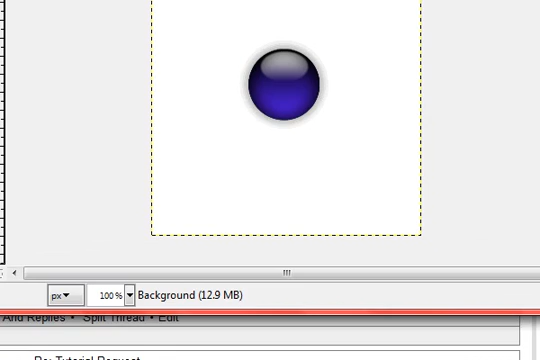 px
100 %
Background (12.9 MB)
And Replies • Split Thread • Edit
Re: Tutorial Request